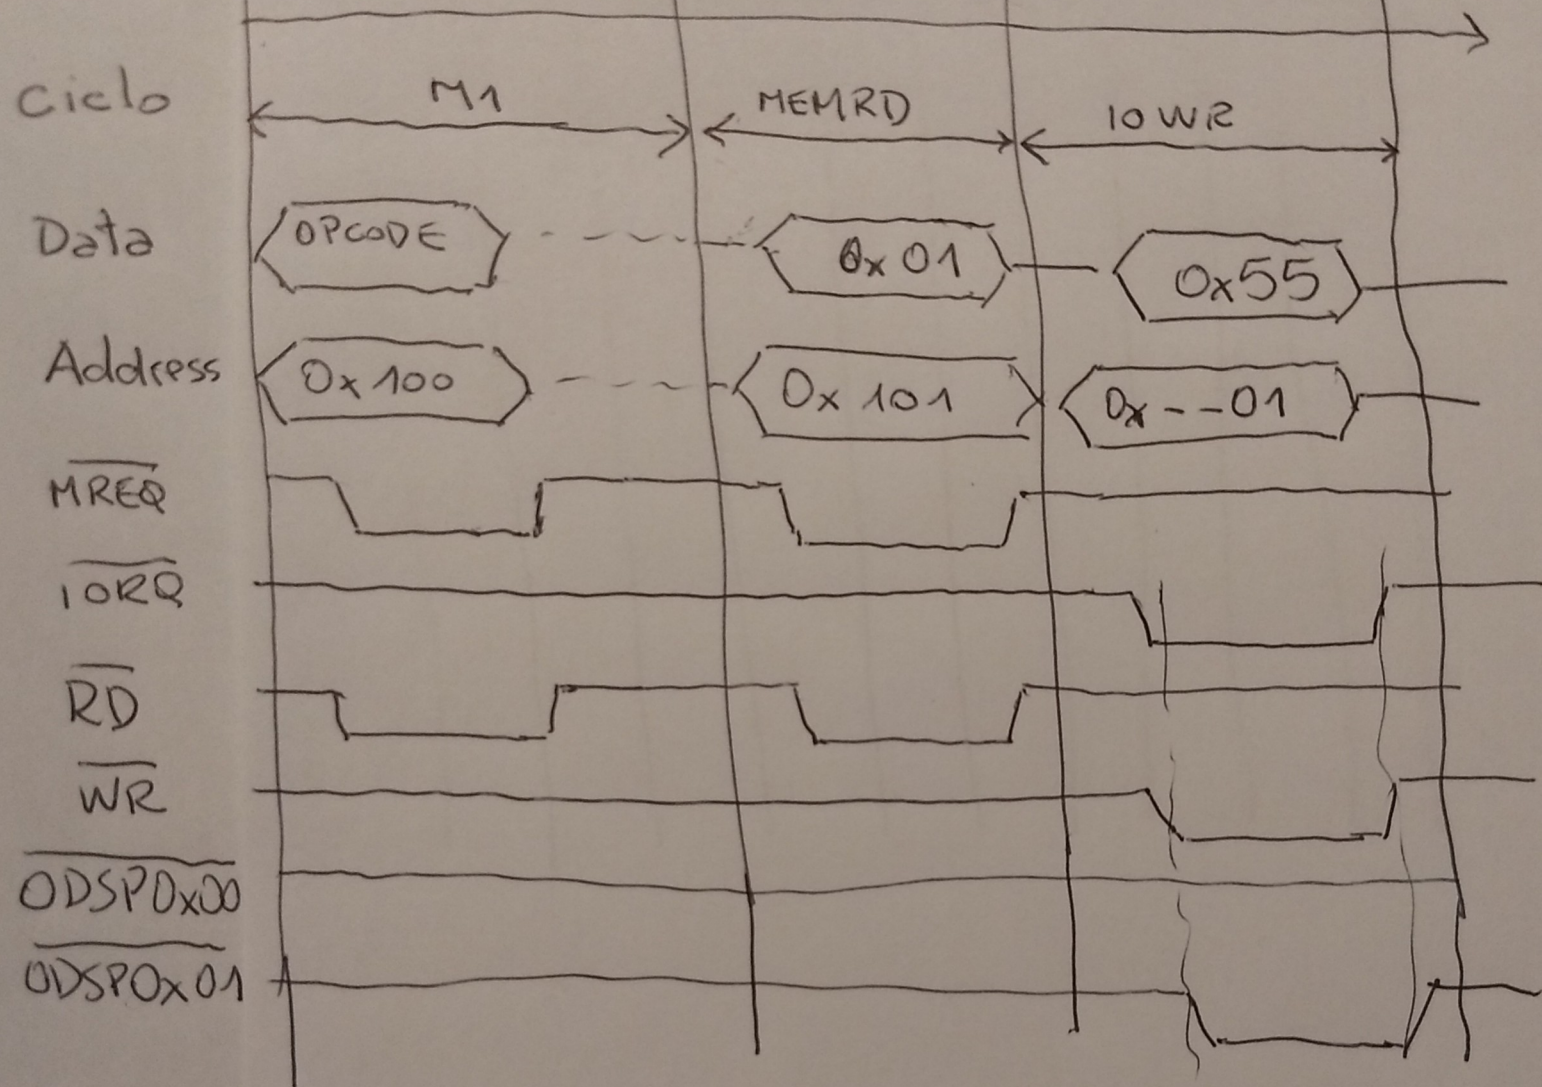 Ciclo M1 MEMRD IOWR
Data OPCODE 0x01 0x55
Address 0x100 0x101 0x--01
MREQ
IORQ
RD
WR
ODSP0x00
ODSP0x01